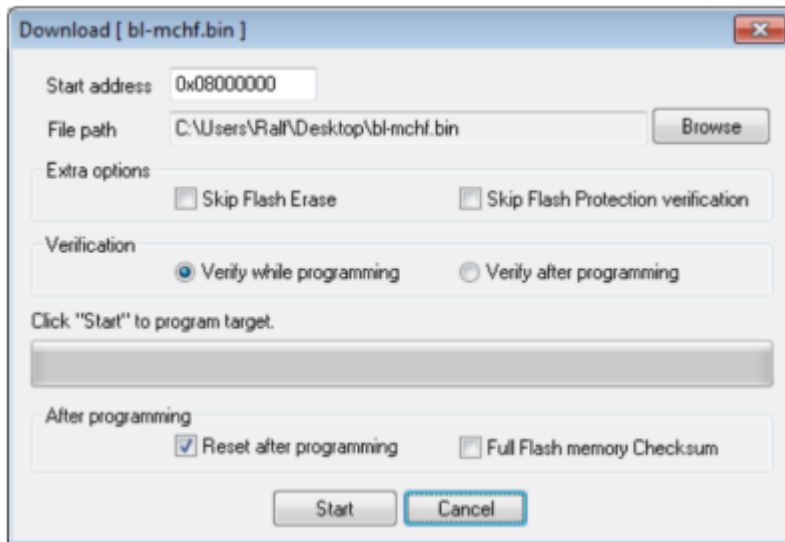 Download [ bl-mchf.bin ]
Start address 0x08000000
File path C:\Users\Ralf\Desktop\bl-mchf.bin Browse
Extra options
Skip Flash Erase Skip Flash Protection verification
Verification
Verify while programming Verify after programming
Click "Start" to program target.
After programming
Reset after programming Full Flash memory Checksum
Start Cancel